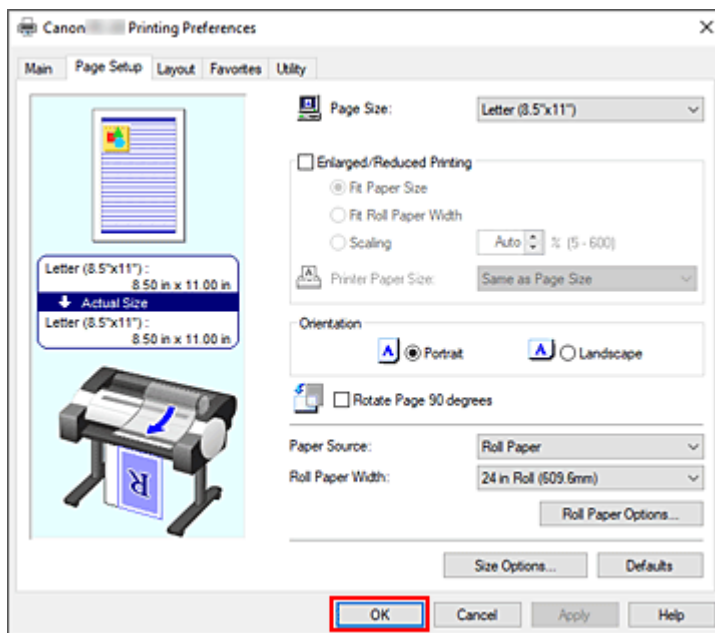 Canon Printing Preferences
Main Page Setup Layout Favorites Utility
Page Size: Letter (8.5"x11")
Enlarged/Reduced Printing
Fit Paper Size
Fit Roll Paper Width
Scaling Auto % (5 - 600)
Printer Paper Size: Same as Page Size
Letter (8.5"x11") :
8.50 in x 11.00 in
Actual Size
Letter (8.5"x11") :
8.50 in x 11.00 in
Orientation
A Portrait A Landscape
Rotate Page 90 degrees
R
Paper Source: Roll Paper
Roll Paper Width: 24 in Roll (609.6mm)
Roll Paper Options...
Size Options... Defaults
OK Cancel Apply Help